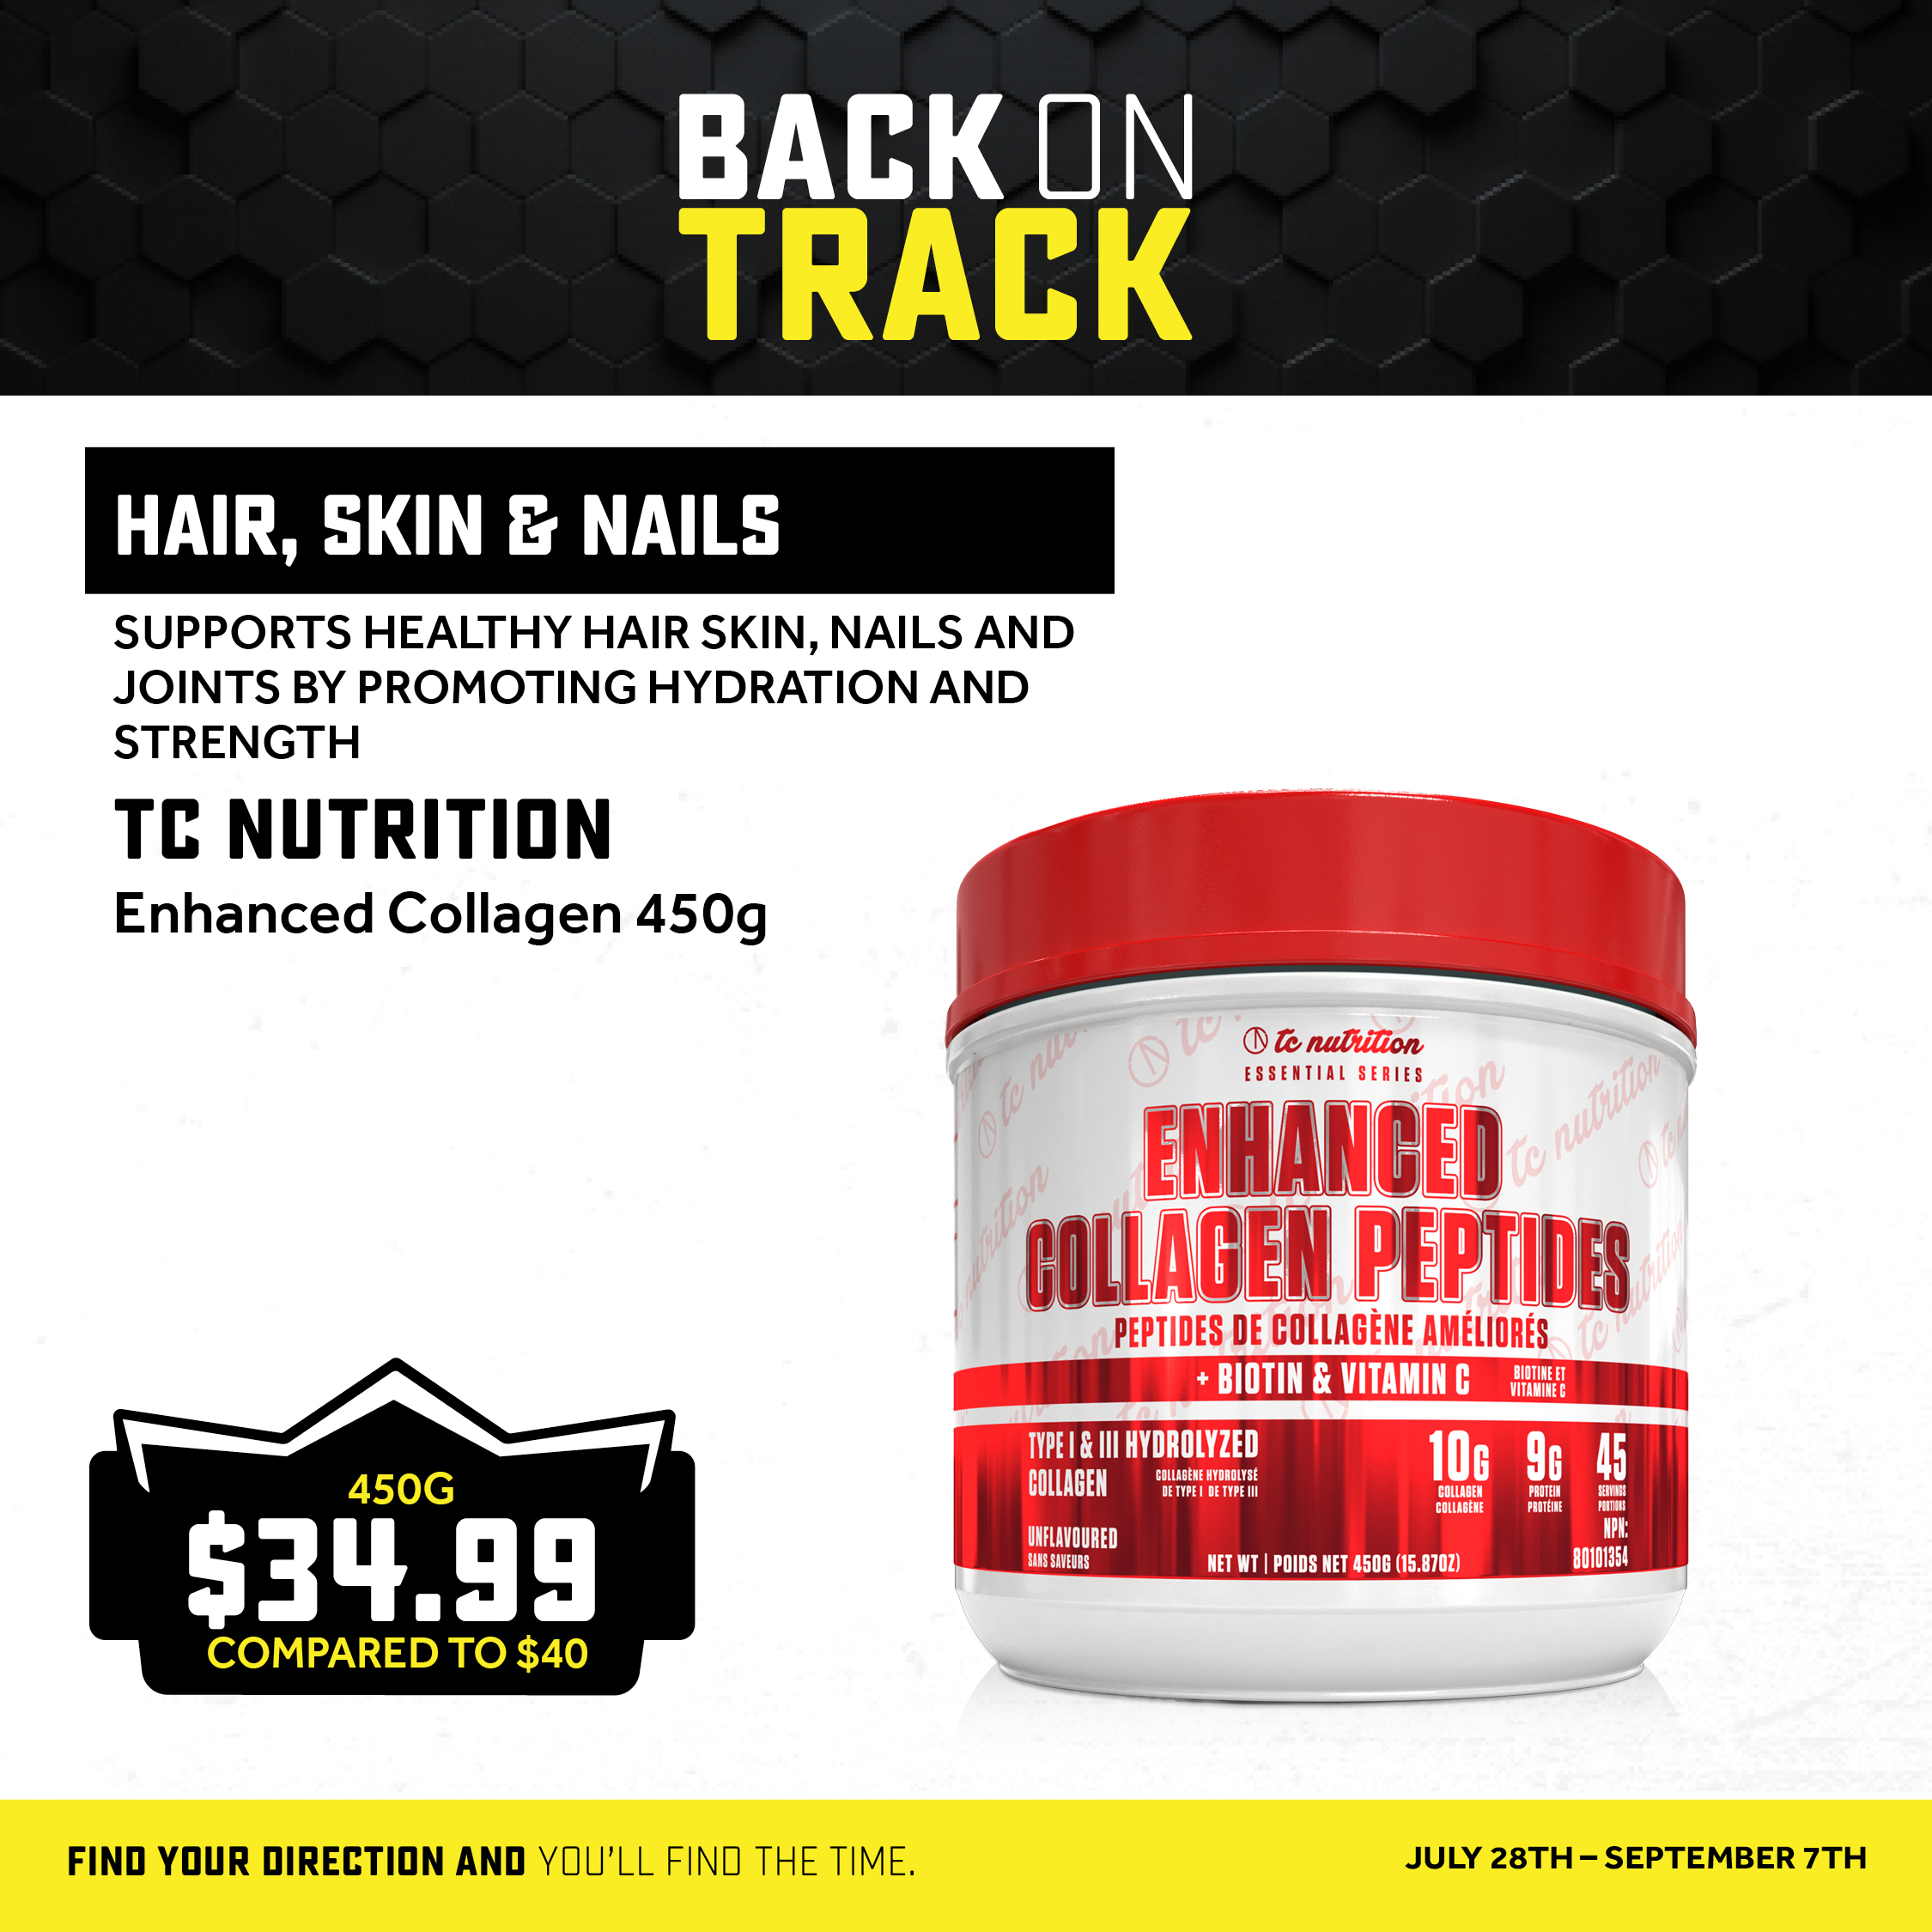 BACK ON
TRACK
HAIR, SKIN & NAILS
SUPPORTS HEALTHY HAIR SKIN, NAILS AND
JOINTS BY PROMOTING HYDRATION AND
STRENGTH
TC NUTRITION
Enhanced Collagen 450g
tc nutrition
ESSENTIAL SERIES
ENHANCED
COLLAGEN PEPTIDES
PEPTIDES DE COLLAGÈNE AMÉLIORÉS
+ BIOTIN & VITAMIN C
BIOTINE ET
VITAMINE C
TYPE I & III HYDROLYZED
COLLAGEN
COLLAGÈNE HYDROLYSÉ
DE TYPE I DE TYPE III
10G
COLLAGEN
COLLAGÈNE
9G
PROTEIN
PROTÉINE
45
SERVINGS
PORTIONS
UNFLAVOURED
SANS SAVEURS
NET WT | POIDS NET 450G (15.87OZ)
NPN:
80101354
450G
$34.99
COMPARED TO $40
FIND YOUR DIRECTION AND YOU'LL FIND THE TIME.
JULY 28TH – SEPTEMBER 7TH